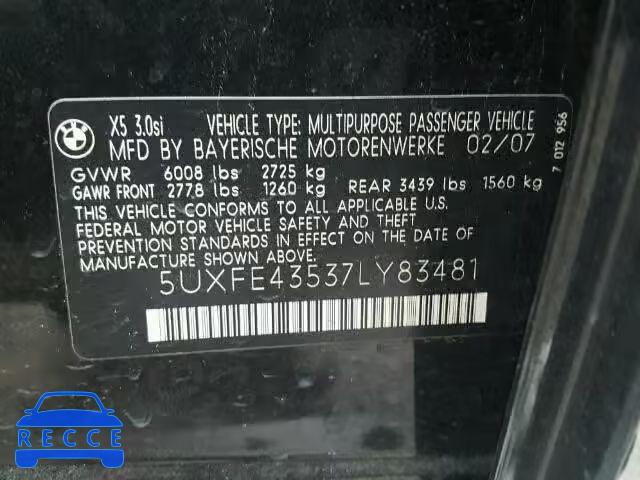 BMW
X5 3.0si VEHICLE TYPE: MULTIPURPOSE PASSENGER VEHICLE
MFD BY BAYERISCHE MOTORENWERKE 02/07
GVWR 6008 lbs 2725 kg
GAWR FRONT 2778 lbs 1260 kg REAR 3439 lbs 1560 kg
THIS VEHICLE CONFORMS TO ALL APPLICABLE U.S.
FEDERAL MOTOR VEHICLE SAFETY AND THEFT
PREVENTION STANDARDS IN EFFECT ON THE DATE OF
MANUFACTURE SHOWN ABOVE.
5UXFE43537LY83481
7 012 956
RECCE